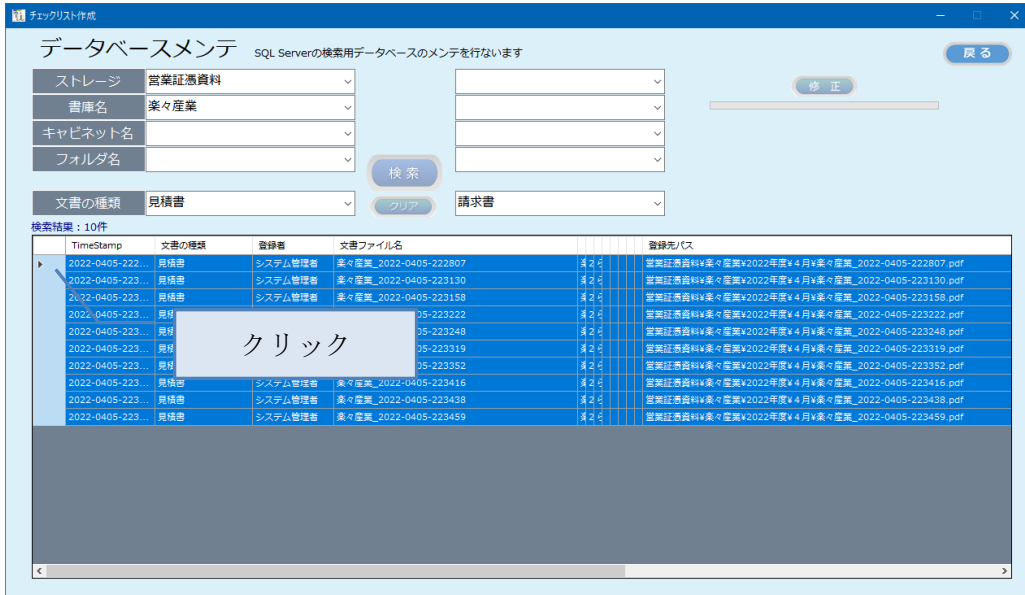 チェックリスト作成
データベースメンテ SQL Serverの検索用データベースのメンテを行ないます
戻る
ストレージ 営業証憑資料
修 正
書庫名 楽々産業
キャビネット名
フォルダ名
検 索
文書の種類 見積書 クリア 請求書
検索結果：10件
TimeStamp 文書の種類 登録者 文書ファイル名 登録先パス
2022-0405-222... 見積書 システム管理者 楽々産業_2022-0405-222807 営業証憑資料¥楽々産業¥2022年度¥４月¥楽々産業_2022-0405-222807.pdf
2022-0405-223... 見積書 システム管理者 楽々産業_2022-0405-223130 営業証憑資料¥楽々産業¥2022年度¥４月¥楽々産業_2022-0405-223130.pdf
2022-0405-223... 見積書 システム管理者 楽々産業_2022-0405-223158 営業証憑資料¥楽々産業¥2022年度¥４月¥楽々産業_2022-0405-223158.pdf
2022-0405-223... 05-223222 営業証憑資料¥楽々産業¥2022年度¥４月¥楽々産業_2022-0405-223222.pdf
2022-0405-223... 05-223248 営業証憑資料¥楽々産業¥2022年度¥４月¥楽々産業_2022-0405-223248.pdf
クリック
2022-0405-223... 05-223319 営業証憑資料¥楽々産業¥2022年度¥４月¥楽々産業_2022-0405-223319.pdf
2022-0405-223... 05-223352 営業証憑資料¥楽々産業¥2022年度¥４月¥楽々産業_2022-0405-223352.pdf
2022-0405-223... 見積書 システム管理者 楽々産業_2022-0405-223416 営業証憑資料¥楽々産業¥2022年度¥４月¥楽々産業_2022-0405-223416.pdf
2022-0405-223... 見積書 システム管理者 楽々産業_2022-0405-223438 営業証憑資料¥楽々産業¥2022年度¥４月¥楽々産業_2022-0405-223438.pdf
2022-0405-223... 見積書 システム管理者 楽々産業_2022-0405-223459 営業証憑資料¥楽々産業¥2022年度¥４月¥楽々産業_2022-0405-223459.pdf